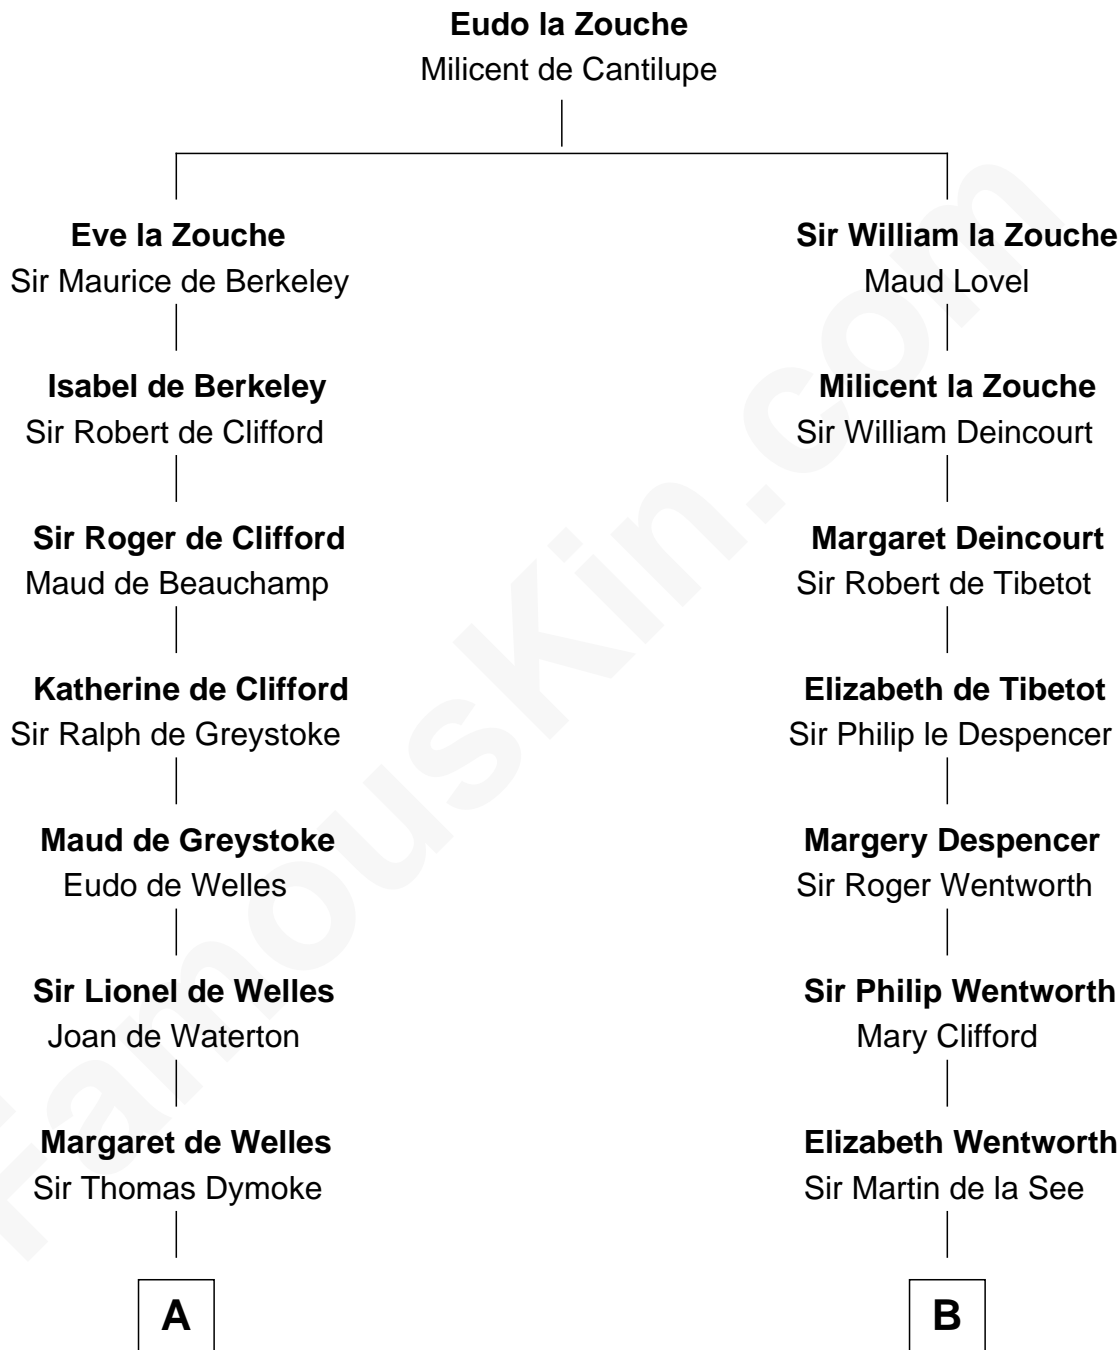 Eudo la Zouche
Milicent de Cantilupe
Eve la Zouche
Sir Maurice de Berkeley
Isabel de Berkeley
Sir Robert de Clifford
Sir Roger de Clifford
Maud de Beauchamp
Katherine de Clifford
Sir Ralph de Greystoke
Maud de Greystoke
Eudo de Welles
Sir Lionel de Welles
Joan de Waterton
Margaret de Welles
Sir Thomas Dymoke
A
Sir William la Zouche
Maud Lovel
Milicent la Zouche
Sir William Deincourt
Margaret Deincourt
Sir Robert de Tibetot
Elizabeth de Tibetot
Sir Philip le Despencer
Margery Despencer
Sir Roger Wentworth
Sir Philip Wentworth
Mary Clifford
Elizabeth Wentworth
Sir Martin de la See
B
FamousKin.com